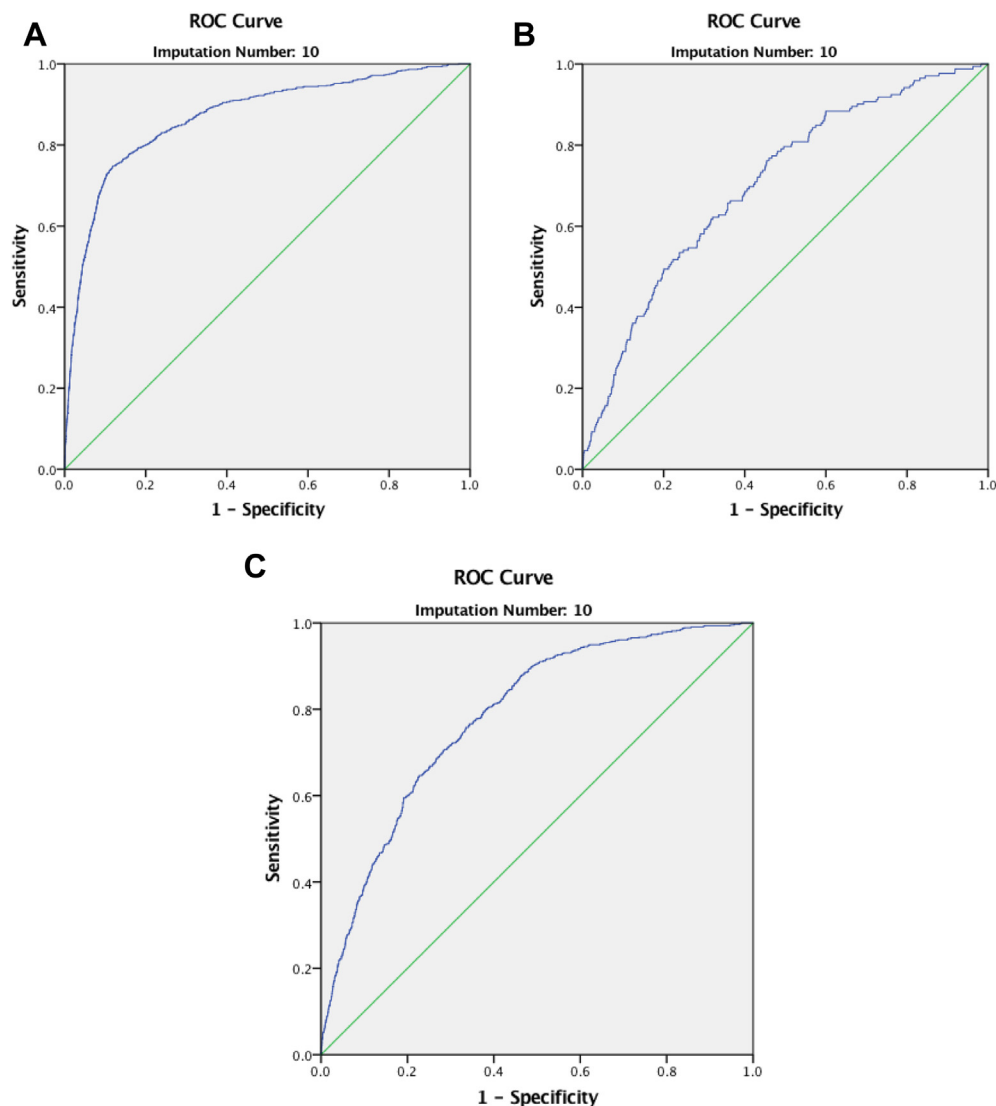 A
ROC Curve
Imputation Number: 10
1.0
0.8
0.6
0.4
0.2
0.0
Sensitivity
0.0 0.2 0.4 0.6 0.8 1.0
1 – Specificity
B
ROC Curve
Imputation Number: 10
1.0
0.8
0.6
0.4
0.2
0.0
Sensitivity
0.0 0.2 0.4 0.6 0.8 1.0
1 – Specificity
C
ROC Curve
Imputation Number: 10
1.0
0.8
0.6
0.4
0.2
0.0
Sensitivity
0.0 0.2 0.4 0.6 0.8 1.0
1 – Specificity